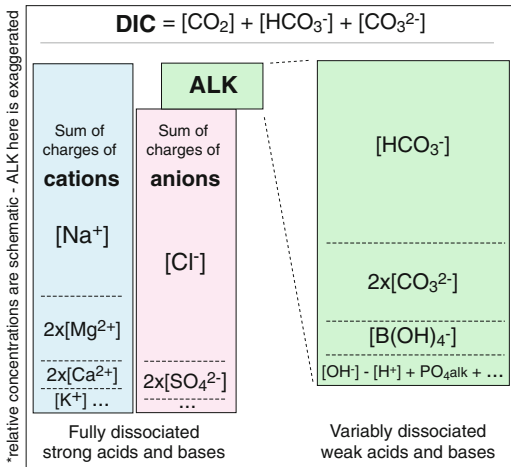 DIC = [CO₂] + [HCO₃⁻] + [CO₃²⁻]
*relative concentrations are schematic - ALK here is exaggerated
Sum of
charges of
cations
[Na⁺]
2x[Mg²⁺]
2x[Ca²⁺]
[K⁺] ...
ALK
Sum of
charges of
anions
[Cl⁻]
2x[SO₄²⁻]
...
[HCO₃⁻]
2x[CO₃²⁻]
[B(OH)₄⁻]
[OH⁻] - [H⁺] + PO₄alk + ...
Fully dissociated
strong acids and bases
Variably dissociated
weak acids and bases